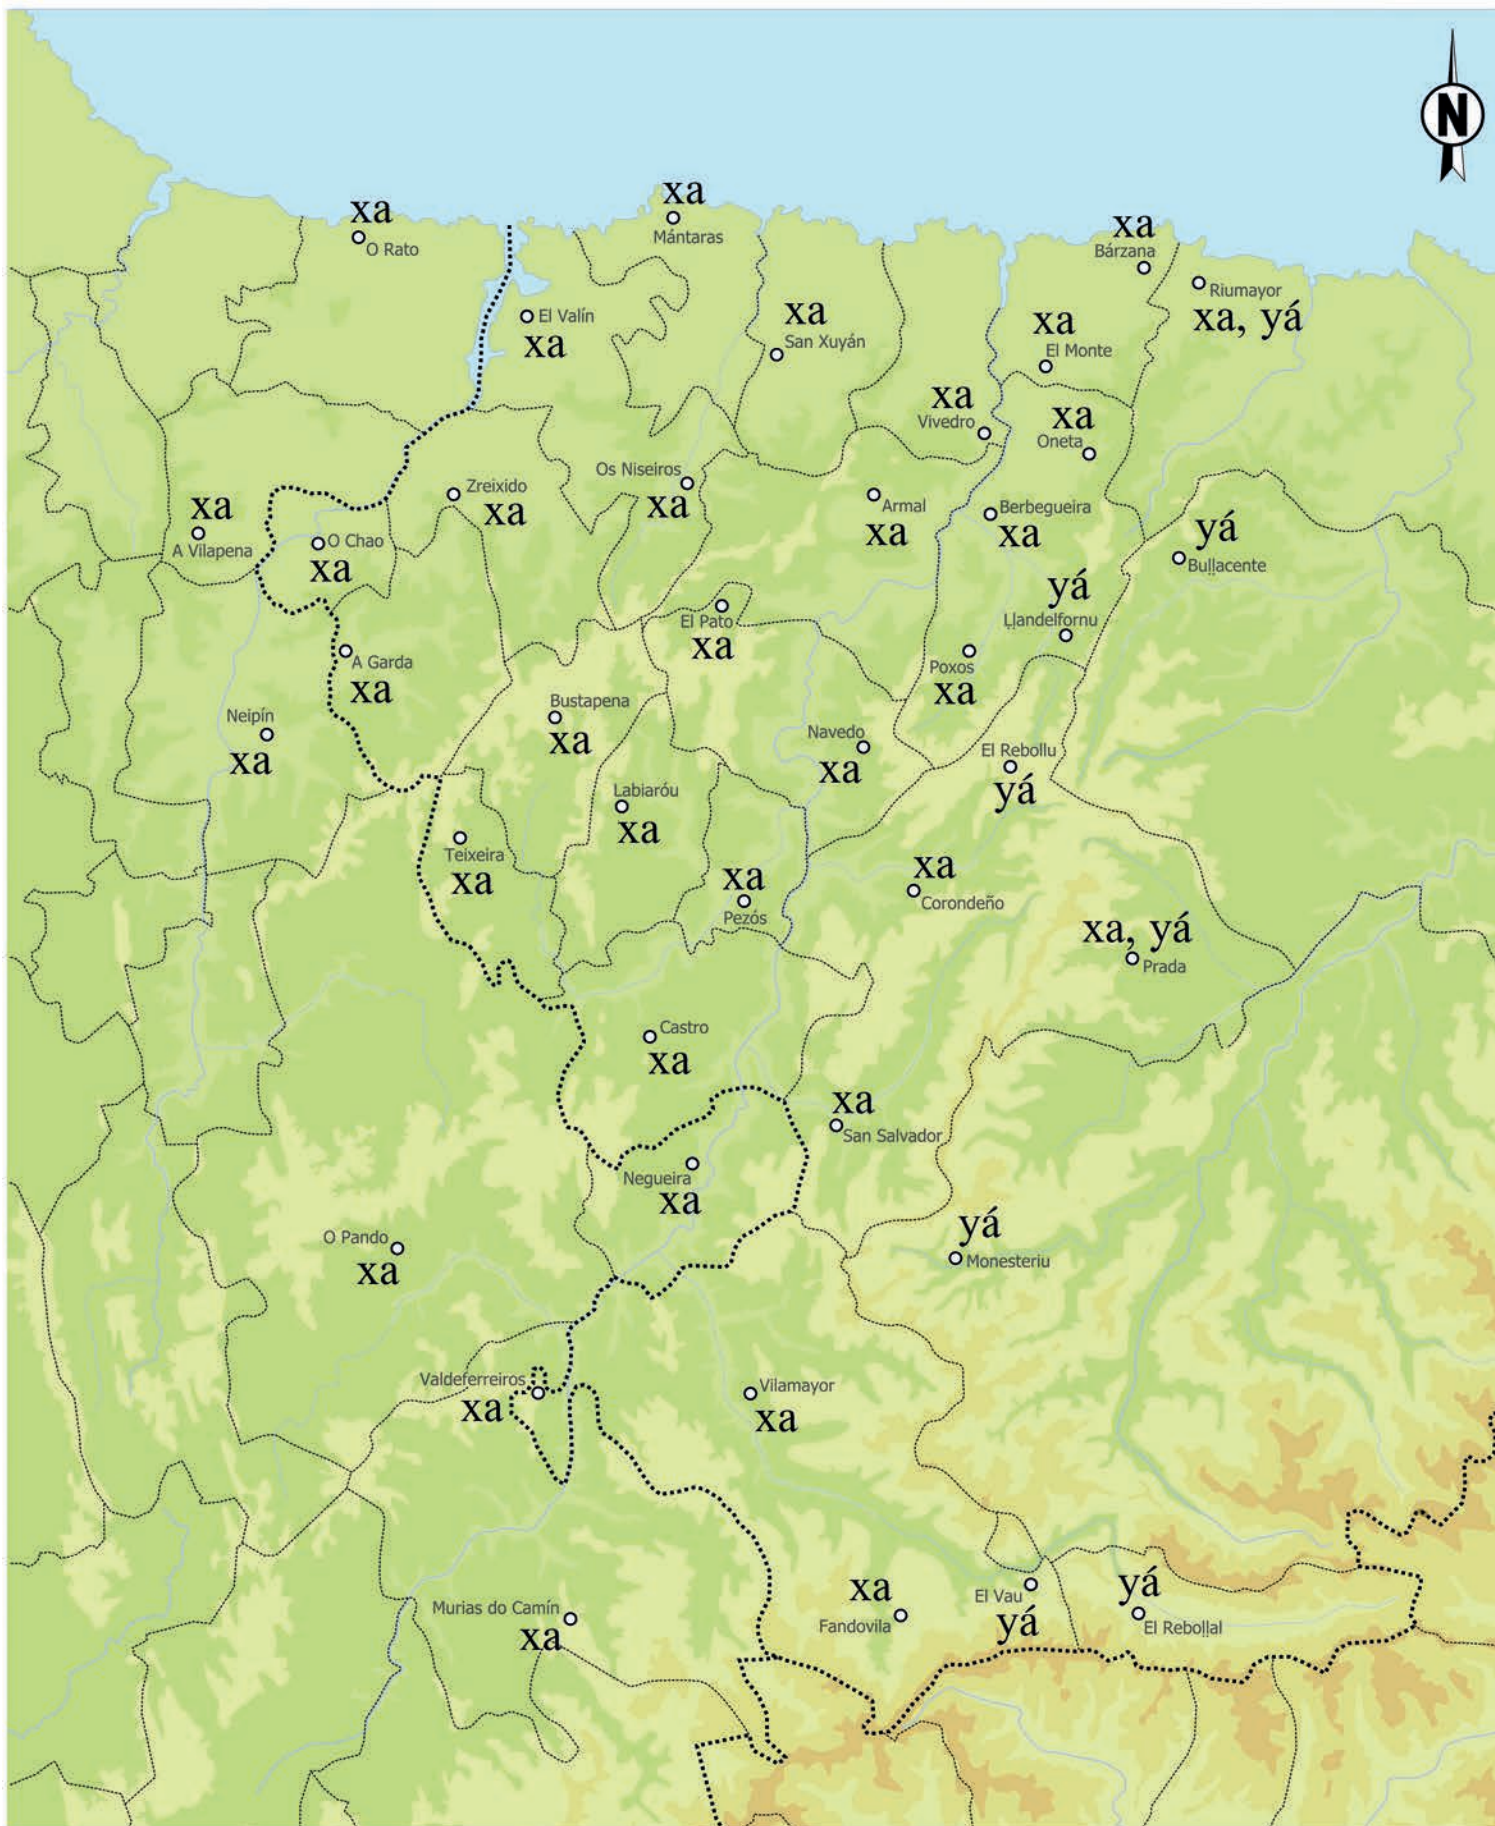 N
xa
O Rato
xa
Mántaras
xa
Bárzana
Riumayor
xa, yá
El Valín
xa
xa
San Xuyán
xa
El Monte
xa
Vivedro
xa
Oneta
Os Niseiros
xa
Zreixido
xa
Armal
xa
Berbegueira
xa
xa
A Vilapena
O Chao
xa
yá
Buḷḷacente
yá
Ḷḷandelfornu
El Pato
xa
A Garda
xa
Poxos
xa
Bustapena
xa
Neipín
xa
Navedo
xa
El Rebollu
yá
Labiaróu
xa
Teixeira
xa
xa
Pezós
xa
Corondeño
xa, yá
Prada
Castro
xa
xa
San Salvador
Negueira
xa
O Pando
xa
yá
Monesteriu
Valdeferreiros
xa
Vilamayor
xa
Murias do Camín
xa
xa
Fandovila
El Vau
yá
yá
El Reboḷḷal